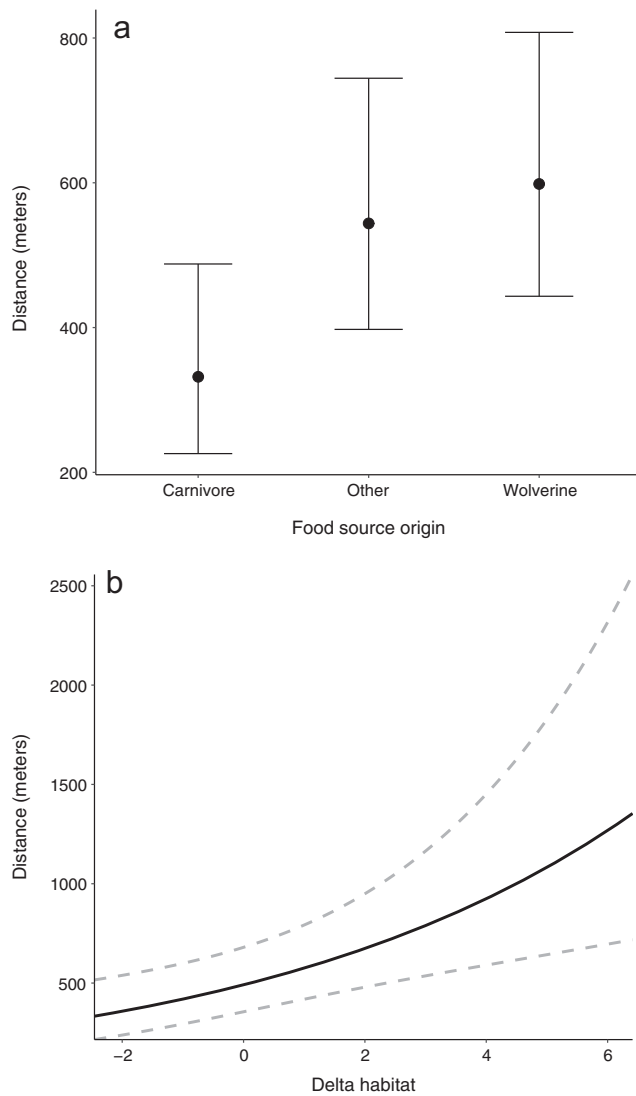 a
800
600
400
200
Distance (meters)
Carnivore Other Wolverine
Food source origin
b
2500
2000
1500
1000
500
Distance (meters)
−2 0 2 4 6
Delta habitat